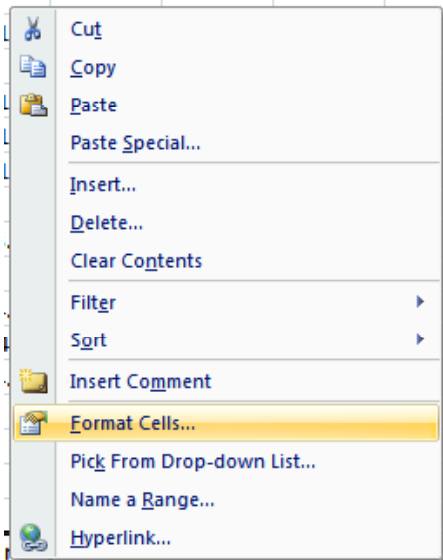 Cut
Copy
Paste
Paste Special...
Insert...
Delete...
Clear Contents
Filter
Sort
Insert Comment
Format Cells...
Pick From Drop-down List...
Name a Range...
Hyperlink...